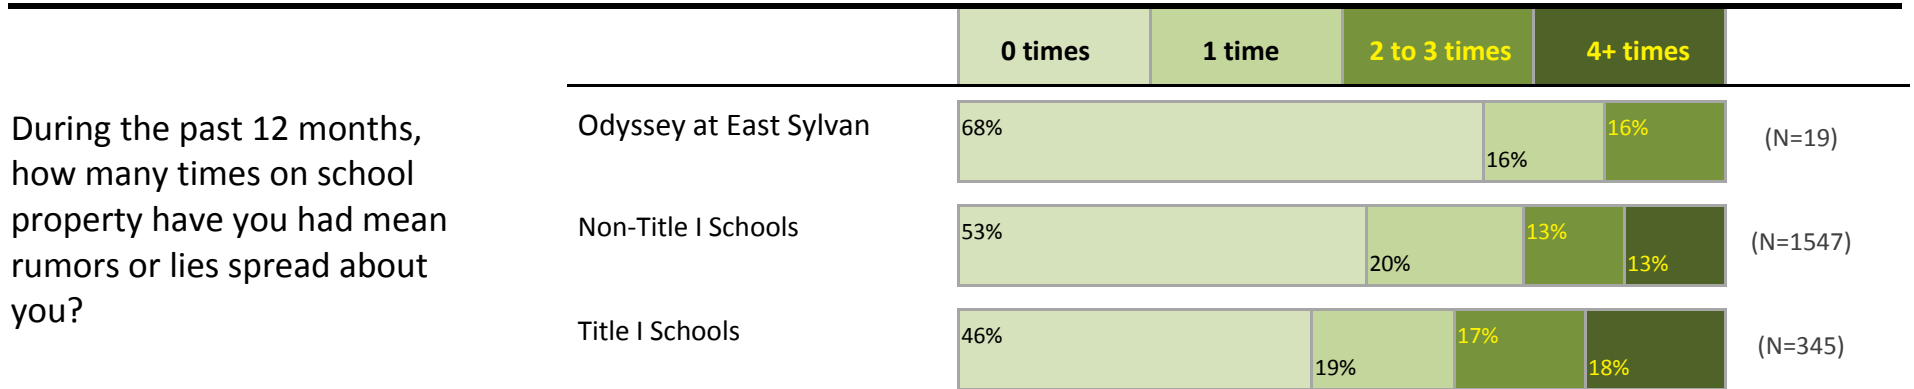 0 times 1 time 2 to 3 times 4+ times
During the past 12 months,
how many times on school
property have you had mean
rumors or lies spread about
you?
Odyssey at East Sylvan 68% 16% 16% (N=19)
Non-Title I Schools 53% 20% 13% 13% (N=1547)
Title I Schools 46% 19% 17% 18% (N=345)